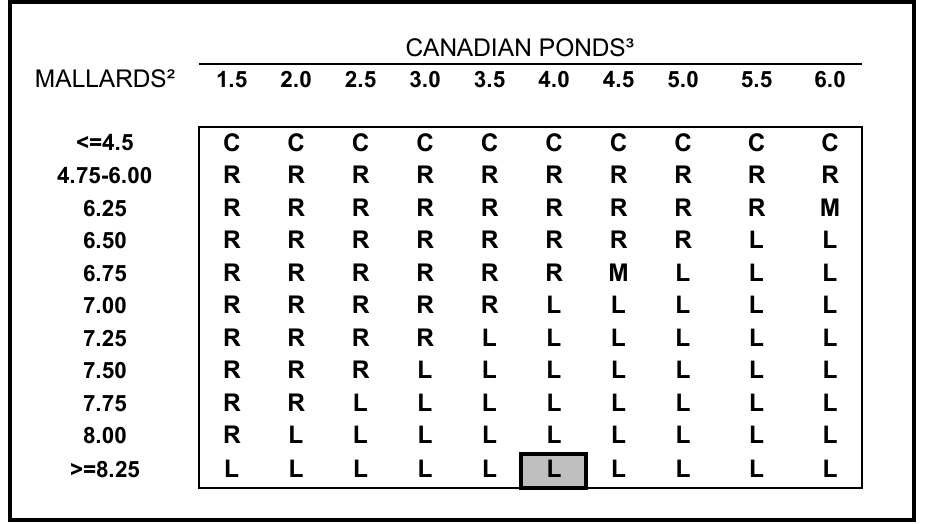 CANADIAN PONDS³
MALLARDS² 1.5 2.0 2.5 3.0 3.5 4.0 4.5 5.0 5.5 6.0
<=4.5 C C C C C C C C C C
4.75-6.00 R R R R R R R R R R
6.25 R R R R R R R R R M
6.50 R R R R R R R R L L
6.75 R R R R R R M L L L
7.00 R R R R R L L L L L
7.25 R R R R L L L L L L
7.50 R R R L L L L L L L
7.75 R R L L L L L L L L
8.00 R L L L L L L L L L
>=8.25 L L L L L L L L L L